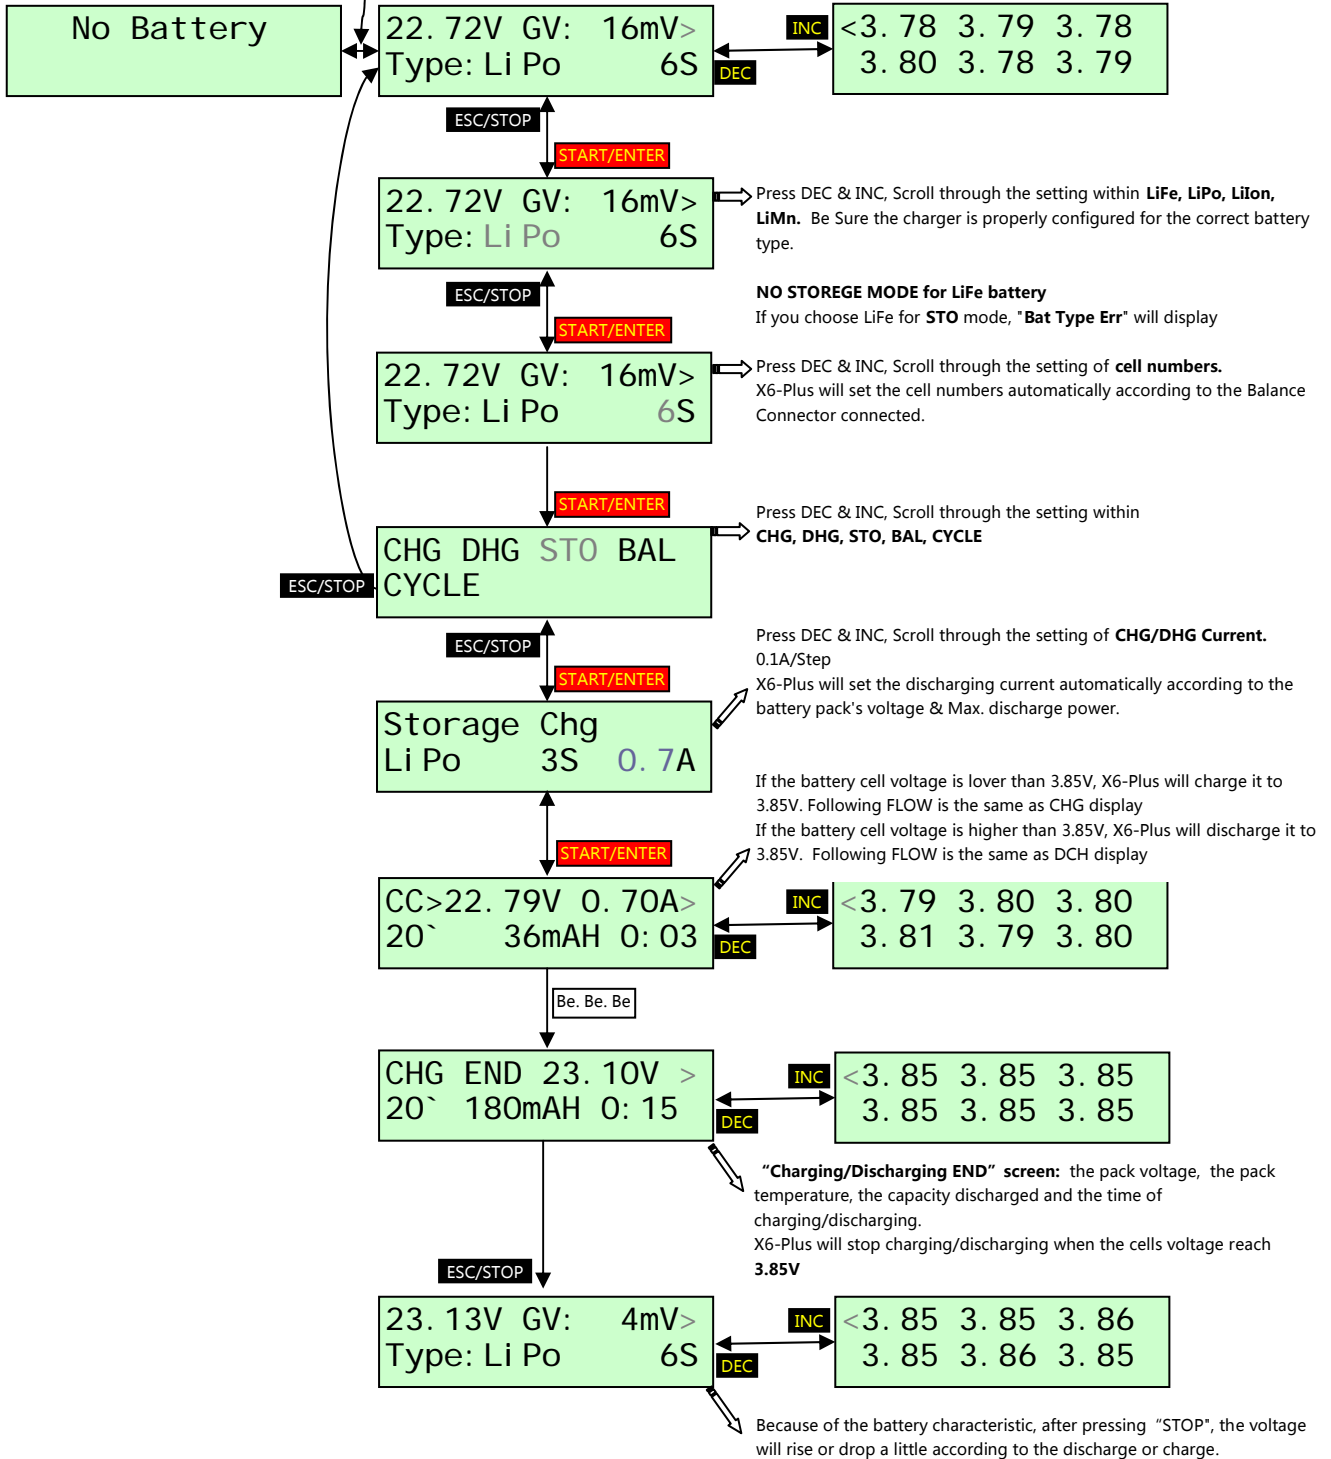 No Battery
22.72V GV: 16mV>
Type:LiPo 6S
INC
DEC
<3.78 3.79 3.78
3.80 3.78 3.79
ESC/STOP
START/ENTER
22.72V GV: 16mV>
Type:LiPo 6S
Press DEC & INC, Scroll through the setting within LiFe, LiPo, LiIon,
LiMn. Be Sure the charger is properly configured for the correct battery
type.
ESC/STOP
START/ENTER
NO STOREGE MODE for LiFe battery
If you choose LiFe for STO mode, "Bat Type Err" will display
22.72V GV: 16mV>
Type:LiPo 6S
Press DEC & INC, Scroll through the setting of cell numbers.
X6-Plus will set the cell numbers automatically according to the Balance
Connector connected.
START/ENTER
CHG DHG STO BAL
CYCLE
Press DEC & INC, Scroll through the setting within
CHG, DHG, STO, BAL, CYCLE
ESC/STOP
ESC/STOP
START/ENTER
Storage Chg
LiPo 3S 0.7A
Press DEC & INC, Scroll through the setting of CHG/DHG Current.
0.1A/Step
X6-Plus will set the discharging current automatically according to the
battery pack's voltage & Max. discharge power.
START/ENTER
If the battery cell voltage is lover than 3.85V, X6-Plus will charge it to
3.85V. Following FLOW is the same as CHG display
If the battery cell voltage is higher than 3.85V, X6-Plus will discharge it to
3.85V. Following FLOW is the same as DCH display
CC>22.79V 0.70A>
20` 36mAH 0:03
INC
DEC
<3.79 3.80 3.80
3.81 3.79 3.80
Be. Be. Be
CHG END 23.10V >
20` 180mAH 0:15
INC
DEC
<3.85 3.85 3.85
3.85 3.85 3.85
“Charging/Discharging END” screen: the pack voltage, the pack
temperature, the capacity discharged and the time of
charging/discharging.
X6-Plus will stop charging/discharging when the cells voltage reach
3.85V
ESC/STOP
23.13V GV: 4mV>
Type:LiPo 6S
INC
DEC
<3.85 3.85 3.86
3.85 3.86 3.85
Because of the battery characteristic, after pressing “STOP", the voltage
will rise or drop a little according to the discharge or charge.